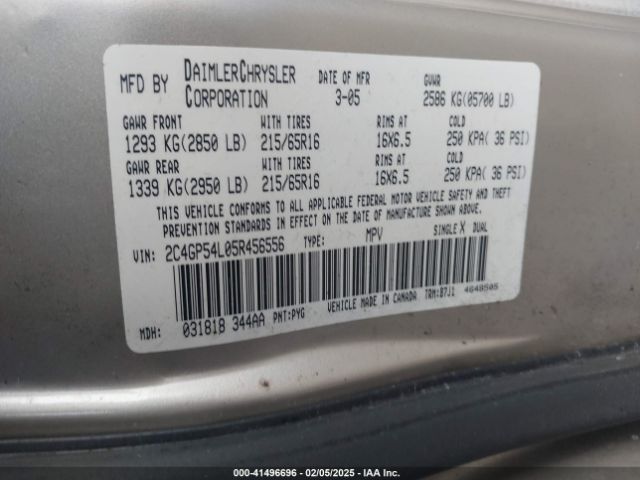 MFD BY DAIMLERCHRYSLER CORPORATION DATE OF MFR 3-05 GVWR 2586 KG(05700 LB)
GAWR FRONT WITH TIRES RIMS AT COLD
1293 KG(2850 LB) 215/65R16 16X6.5 250 KPA( 36 PSI)
GAWR REAR WITH TIRES RIMS AT COLD
1339 KG(2950 LB) 215/65R16 16X6.5 250 KPA( 36 PSI)
THIS VEHICLE CONFORMS TO ALL APPLICABLE FEDERAL MOTOR VEHICLE SAFETY AND THEFT
PREVENTION STANDARDS IN EFFECT ON THE DATE OF MANUFACTURE SHOWN ABOVE.
VIN: 2C4GP54L05R456556 TYPE: MPV SINGLE X DUAL
MDH: 031818 344AA PNT:PYG VEHICLE MADE IN CANADA TRM:B7J1 4648505
000-41496696 - 02/05/2025 - IAA Inc.